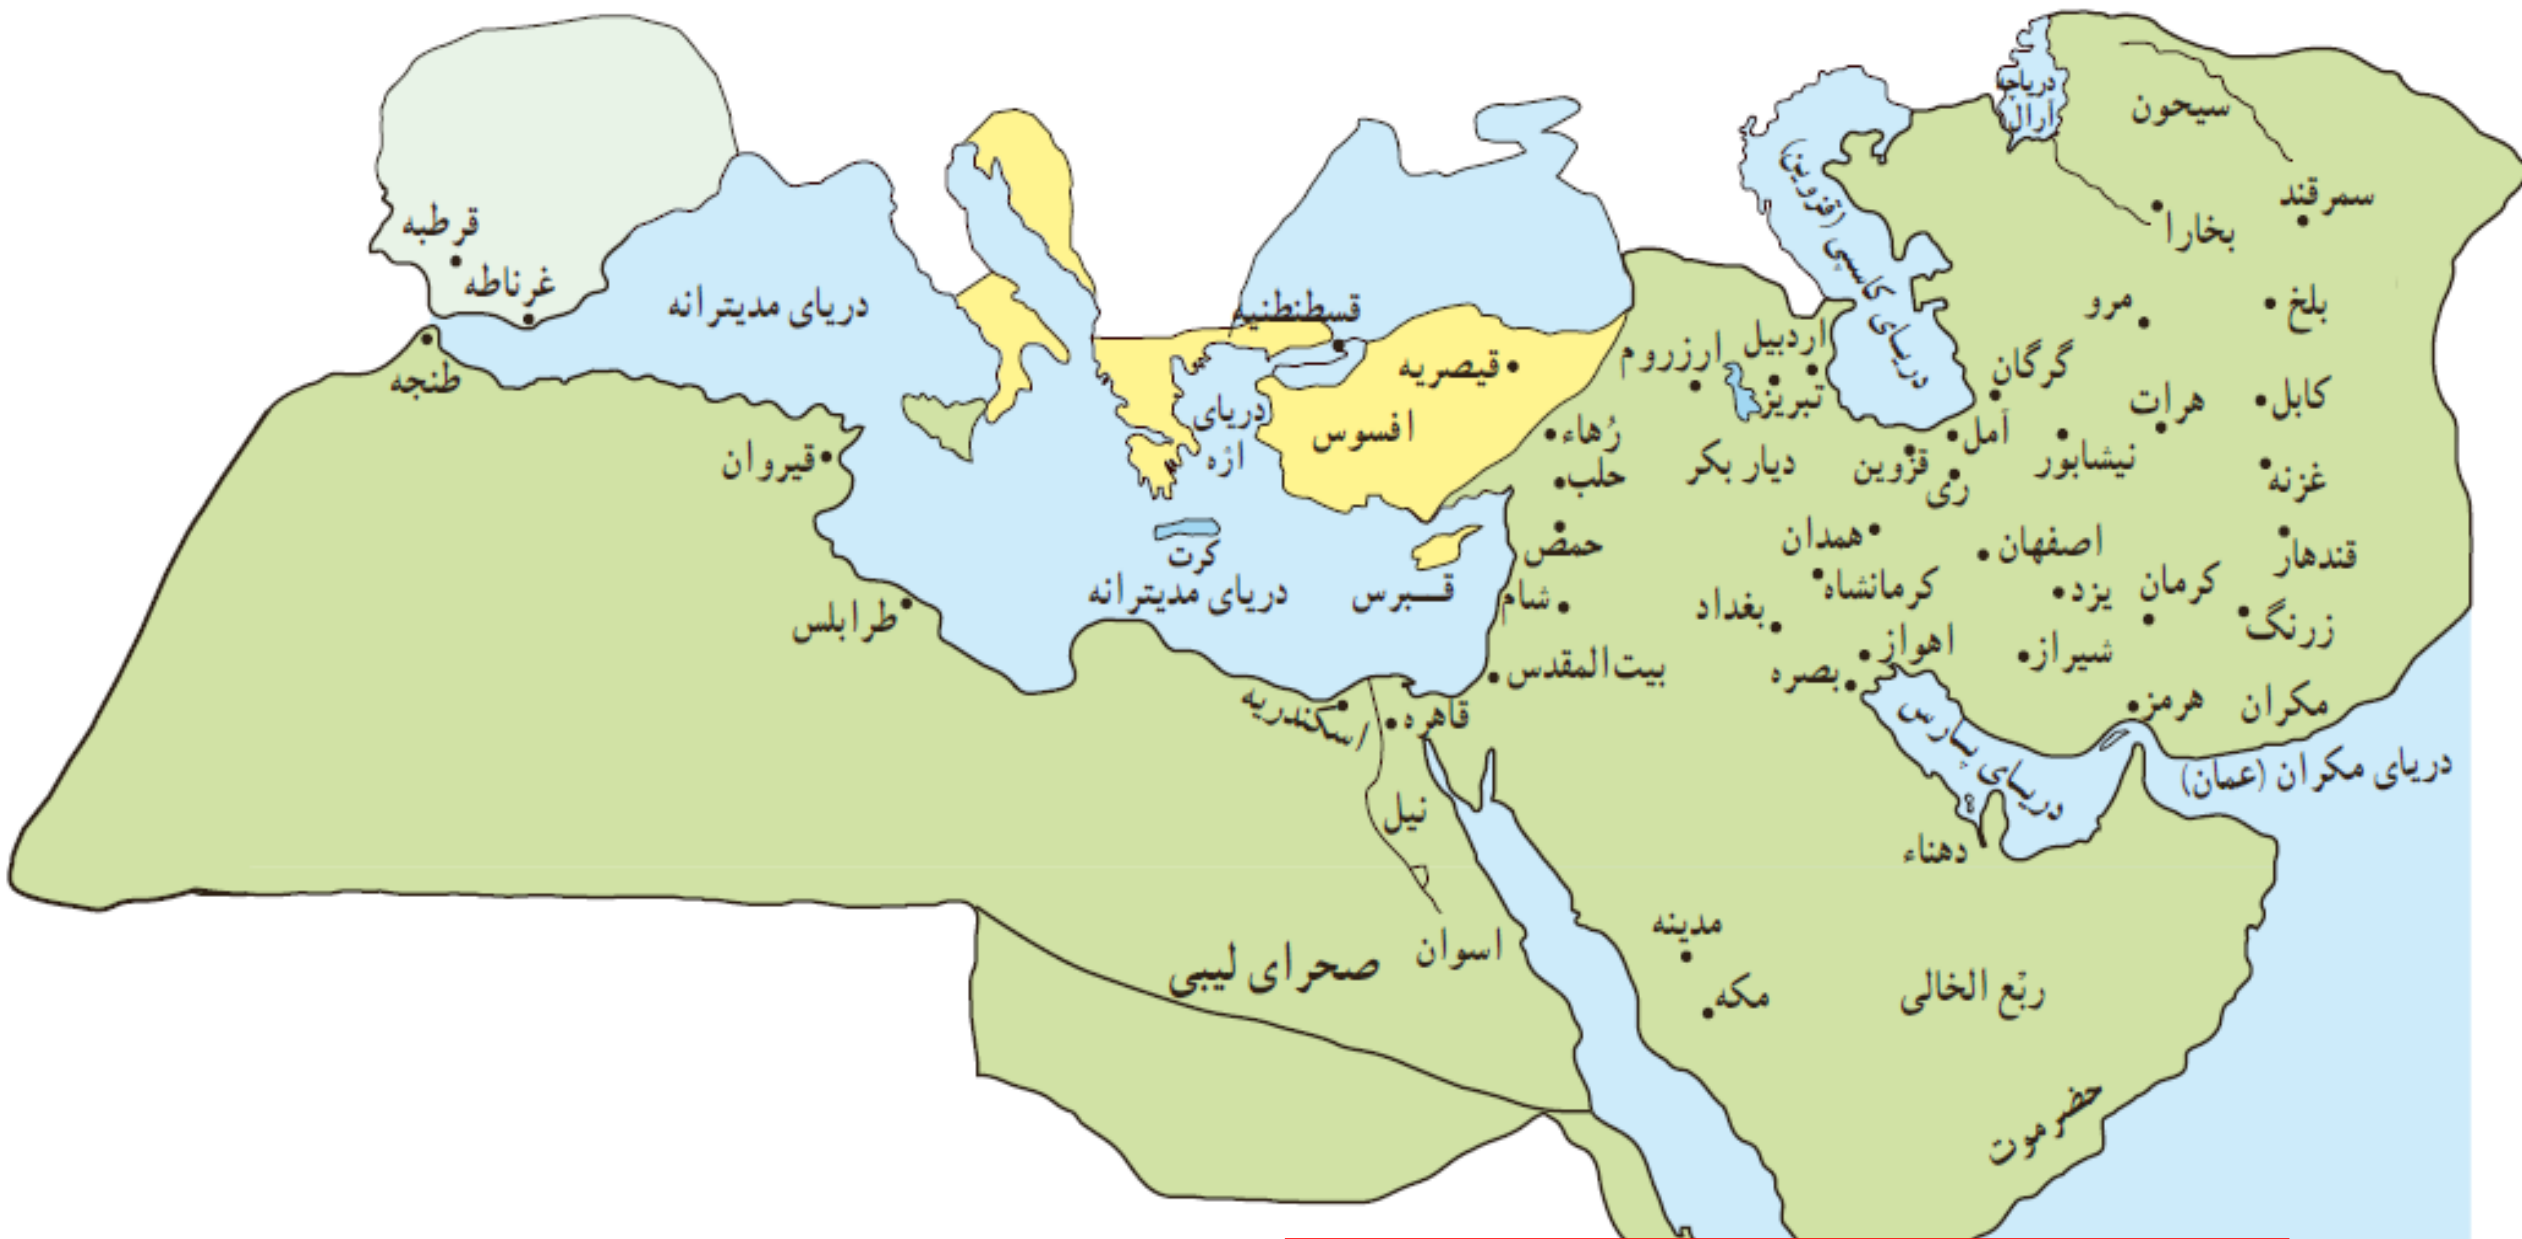 دریاچه
آرال
سیحون
سمرقند
بخارا
بلخ
مرو
کابل
هرات
گرگان
غزنه
نیشابور
آمل
ری
قزوین
قندهار
اصفهان
همدان
کرمان
یزد
کرمانشاه
زرنگ
شیراز
اهواز
بصره
بغداد
مکران
هرمز
دریای مکران (عمان)
دریای پارس
دریای کاسپی (قزوین)
اردبیل
تبریز
ارزروم
دیار بکر
رُهاء
حلب
حمص
شام
بیت‌المقدس
قسطنطنیه
قیصریه
افسوس
دریای
اژه
کرت
قبرس
دریای مدیترانه
دریای مدیترانه
قرطبه
غرناطه
طنجه
قیروان
طرابلس
اسکندریه
قاهره
نیل
اسوان
صحرای لیبی
دهناء
مدینه
مکه
ربّع الخالی
حضرموت